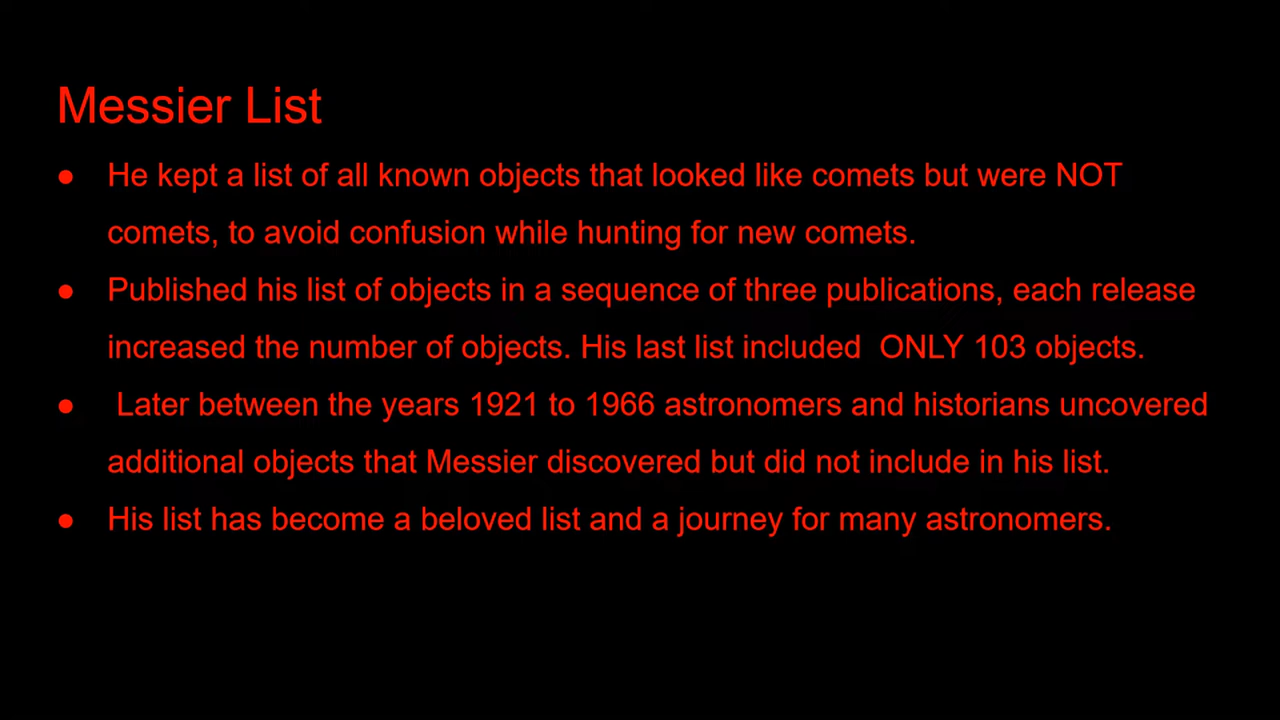 Messier List
● He kept a list of all known objects that looked like comets but were NOT
comets, to avoid confusion while hunting for new comets.
● Published his list of objects in a sequence of three publications, each release
increased the number of objects. His last list included  ONLY 103 objects.
● Later between the years 1921 to 1966 astronomers and historians uncovered
additional objects that Messier discovered but did not include in his list.
● His list has become a beloved list and a journey for many astronomers.